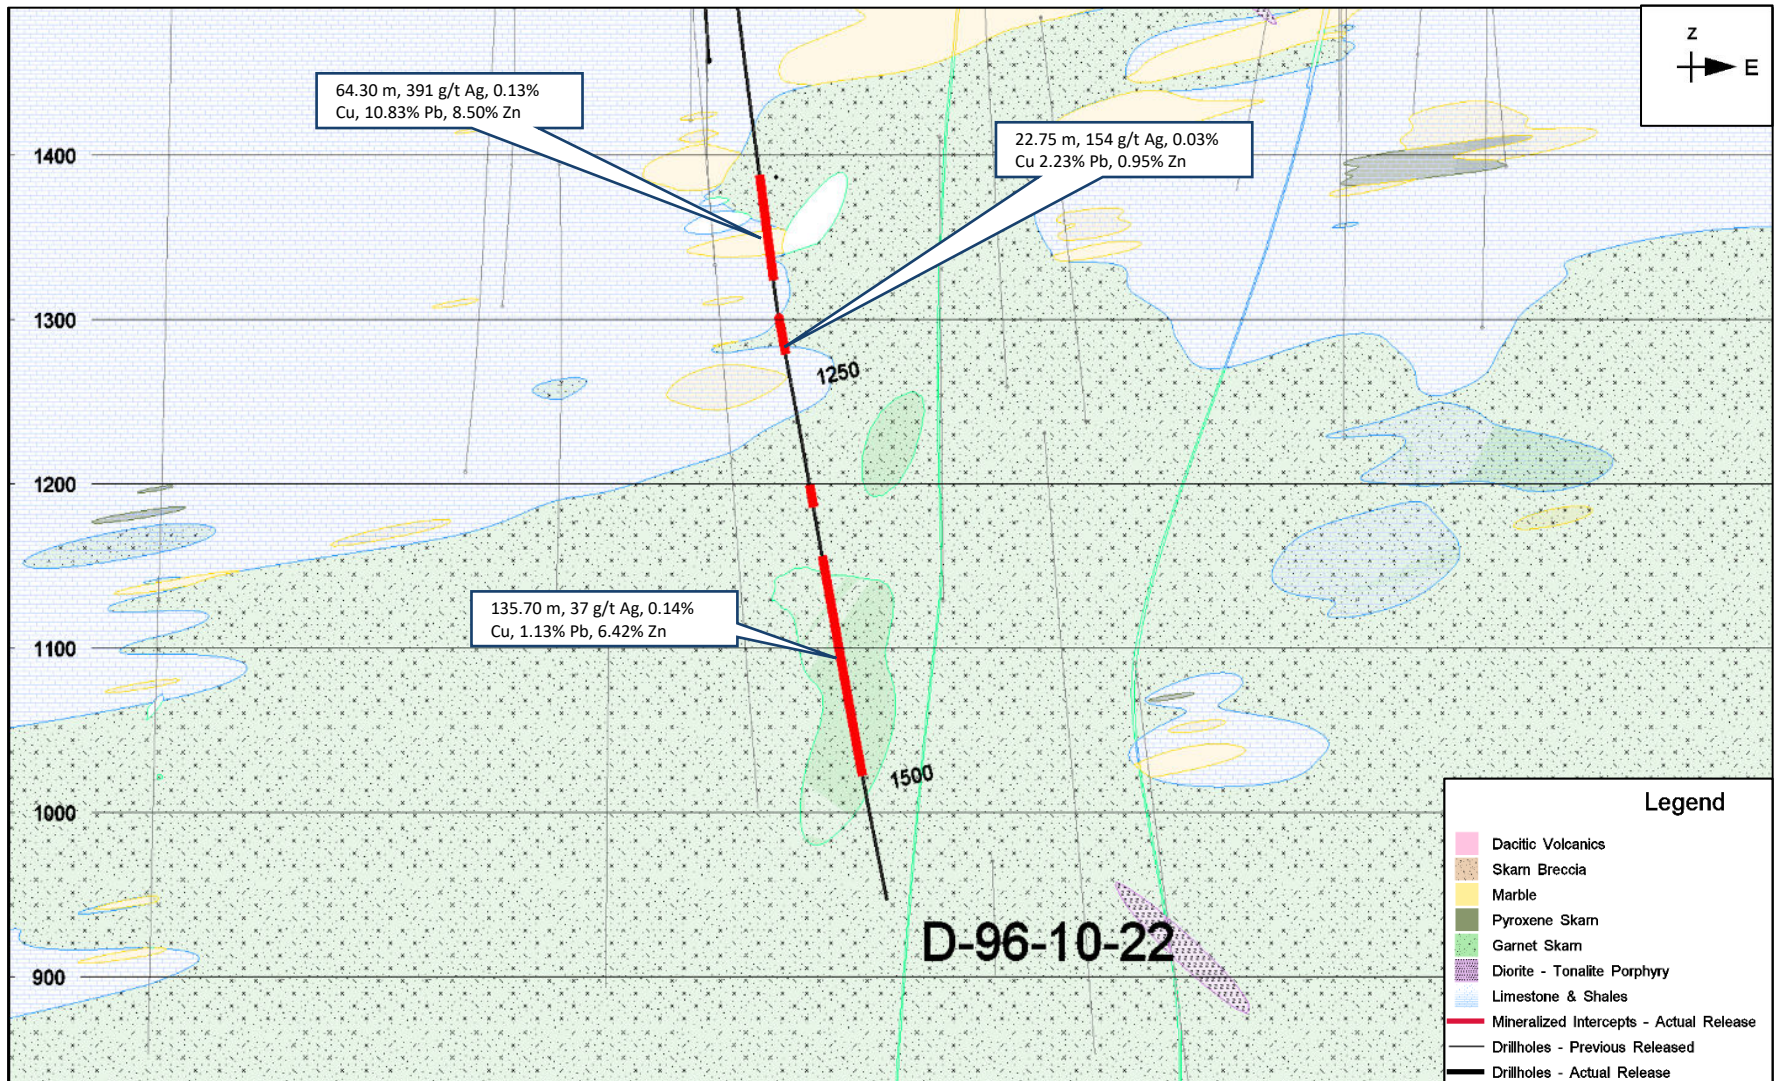 Z
E
64.30 m, 391 g/t Ag, 0.13%
Cu, 10.83% Pb, 8.50% Zn
22.75 m, 154 g/t Ag, 0.03%
Cu 2.23% Pb, 0.95% Zn
1400
1300
1250
1200
135.70 m, 37 g/t Ag, 0.14%
Cu, 1.13% Pb, 6.42% Zn
1100
1500
1000
D-96-10-22
900
Legend
Dacitic Volcanics
Skarn Breccia
Marble
Pyroxene Skarn
Garnet Skarn
Diorite - Tonalite Porphyry
Limestone & Shales
Mineralized Intercepts - Actual Release
Drillholes - Previous Released
Drillholes - Actual Release